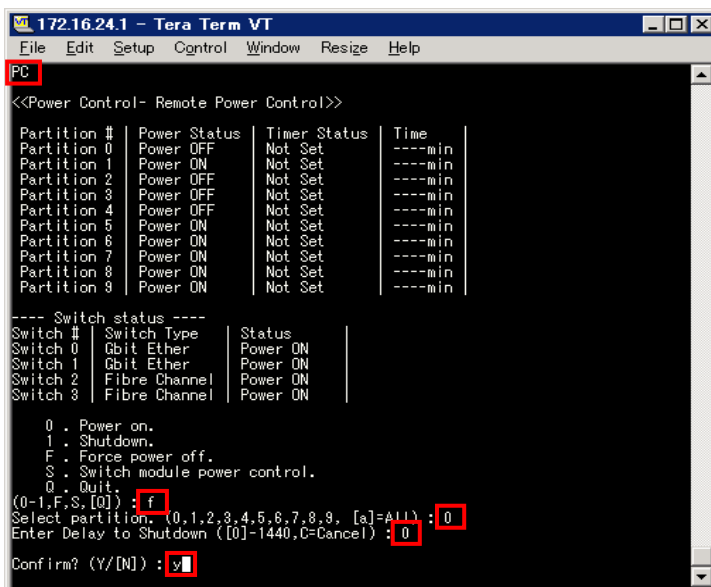 172.16.24.1 - Tera Term VT
File Edit Setup Control Window Resize Help
PC
<<Power Control- Remote Power Control>>
Partition # | Power Status | Timer Status | Time
Partition 0 | Power OFF | Not Set | ----min |
Partition 1 | Power ON | Not Set | ----min |
Partition 2 | Power OFF | Not Set | ----min |
Partition 3 | Power OFF | Not Set | ----min |
Partition 4 | Power OFF | Not Set | ----min |
Partition 5 | Power ON | Not Set | ----min |
Partition 6 | Power ON | Not Set | ----min |
Partition 7 | Power ON | Not Set | ----min |
Partition 8 | Power ON | Not Set | ----min |
Partition 9 | Power ON | Not Set | ----min |
---- Switch status ----
Switch # | Switch Type | Status |
Switch 0 | Gbit Ether | Power ON |
Switch 1 | Gbit Ether | Power ON |
Switch 2 | Fibre Channel | Power ON |
Switch 3 | Fibre Channel | Power ON |
0 . Power on.
1 . Shutdown.
F . Force power off.
S . Switch module power control.
Q . Quit.
(0-1,F,S,[Q]) : f
Select partition. (0,1,2,3,4,5,6,7,8,9, [a]=All) : 0
Enter Delay to Shutdown ([0]-1440,C=Cancel) : 0
Confirm? (Y/[N]) : y